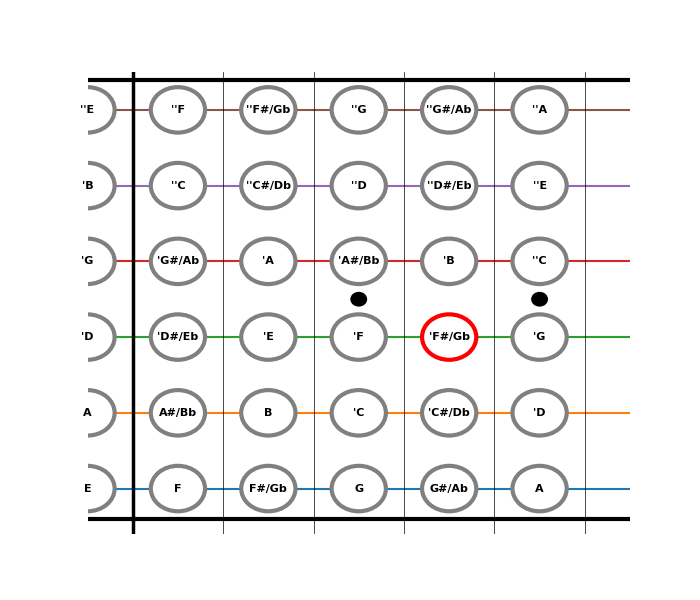 ''E ''F ''F#/Gb ''G ''G#/Ab ''A
'B ''C ''C#/Db ''D ''D#/Eb ''E
'G 'G#/Ab 'A 'A#/Bb 'B ''C
'D 'D#/Eb 'E 'F 'F#/Gb 'G
A A#/Bb B 'C 'C#/Db 'D
E F F#/Gb G G#/Ab A